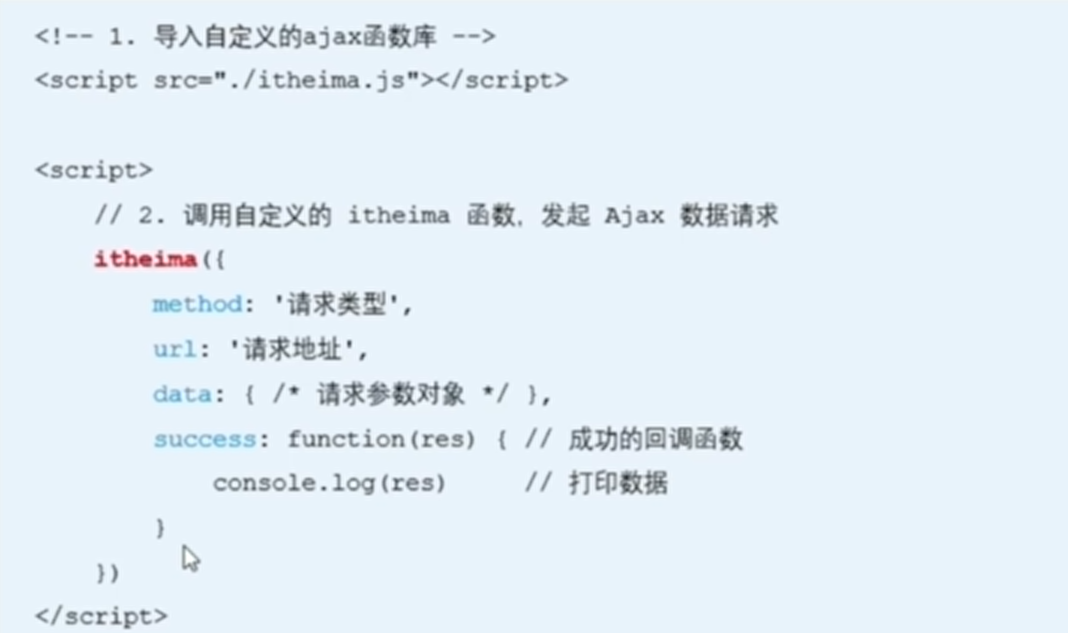 <!-- 1. 导入自定义的ajax函数库 -->
<script src="./itheima.js"></script>
<script>
// 2. 调用自定义的 itheima 函数，发起 Ajax 数据请求
itheima({
method: '请求类型',
url: '请求地址',
data: { /* 请求参数对象 */ },
success: function(res) { // 成功的回调函数
console.log(res) // 打印数据
}
})
</script>